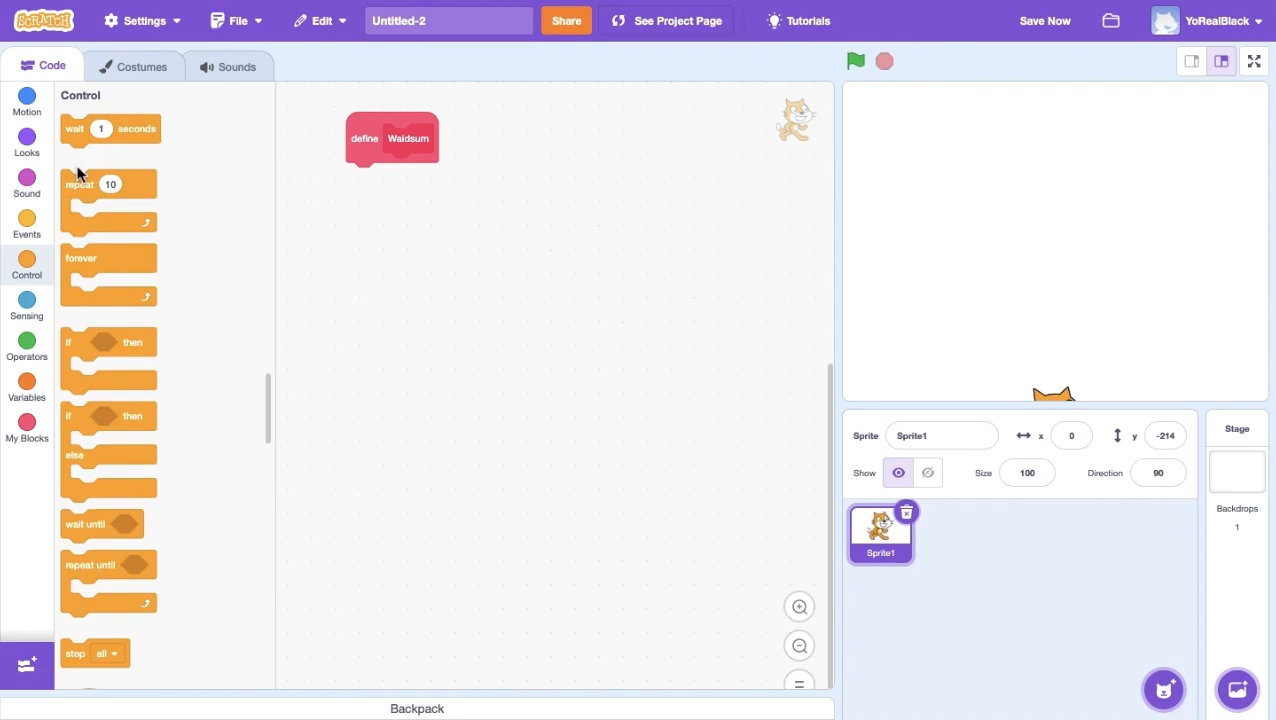 SCRATCH Settings File Edit Untitled-2 Share See Project Page Tutorials Save Now YoRealBlack
Code Costumes Sounds
Motion
Looks
Sound
Events
Control
Sensing
Operators
Variables
My Blocks
Control
wait 1 seconds
repeat 10
forever
if then
if then
else
wait until
repeat until
stop all
define Waidsum
Sprite Sprite1 x 0 y -214
Show Size 100 Direction 90
Sprite1
Stage
Backdrops
1
Backpack